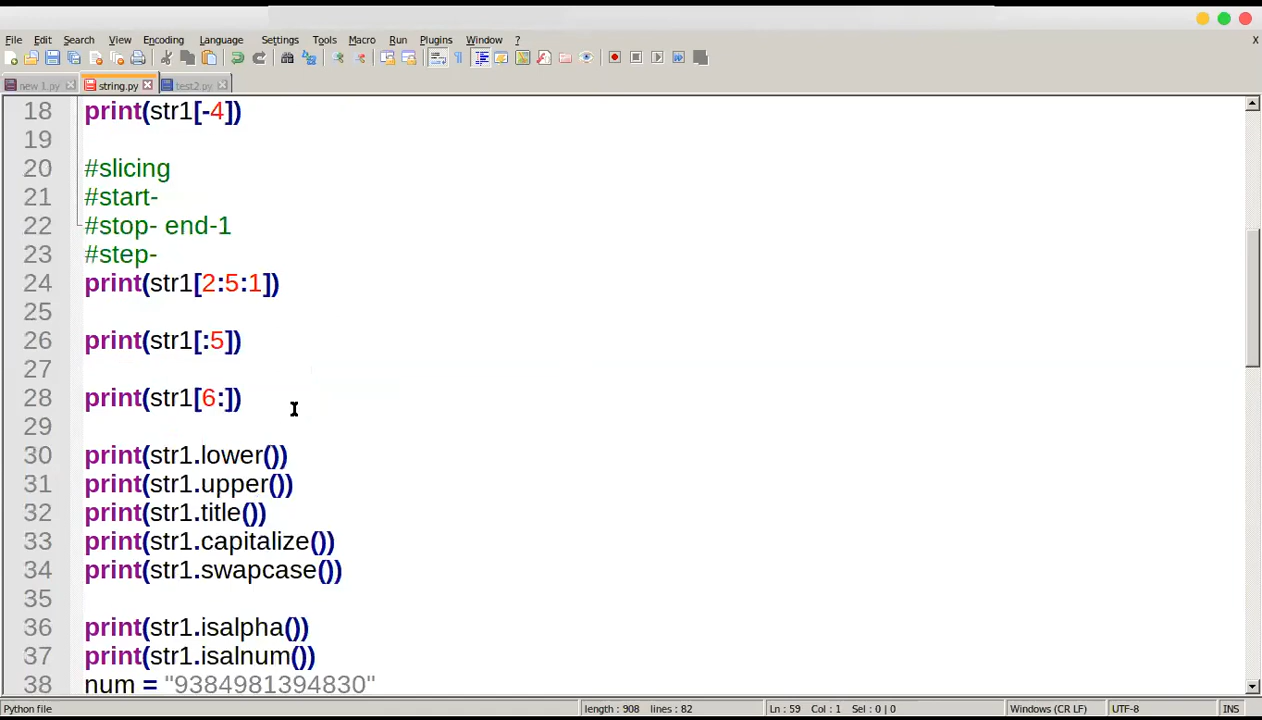 File Edit Search View Encoding Language Settings Tools Macro Run Plugins Window ? X
new 1.py string.py test2.py
18 print(str1[-4])
19
20 #slicing
21 #start-
22 #stop- end-1
23 #step-
24 print(str1[2:5:1])
25
26 print(str1[:5])
27
28 print(str1[6:])
29
30 print(str1.lower())
31 print(str1.upper())
32 print(str1.title())
33 print(str1.capitalize())
34 print(str1.swapcase())
35
36 print(str1.isalpha())
37 print(str1.isalnum())
38 num = "9384981394830"
Python file length : 908 lines : 82 Ln : 59 Col : 1 Sel : 0 | 0 Windows (CR LF) UTF-8 INS